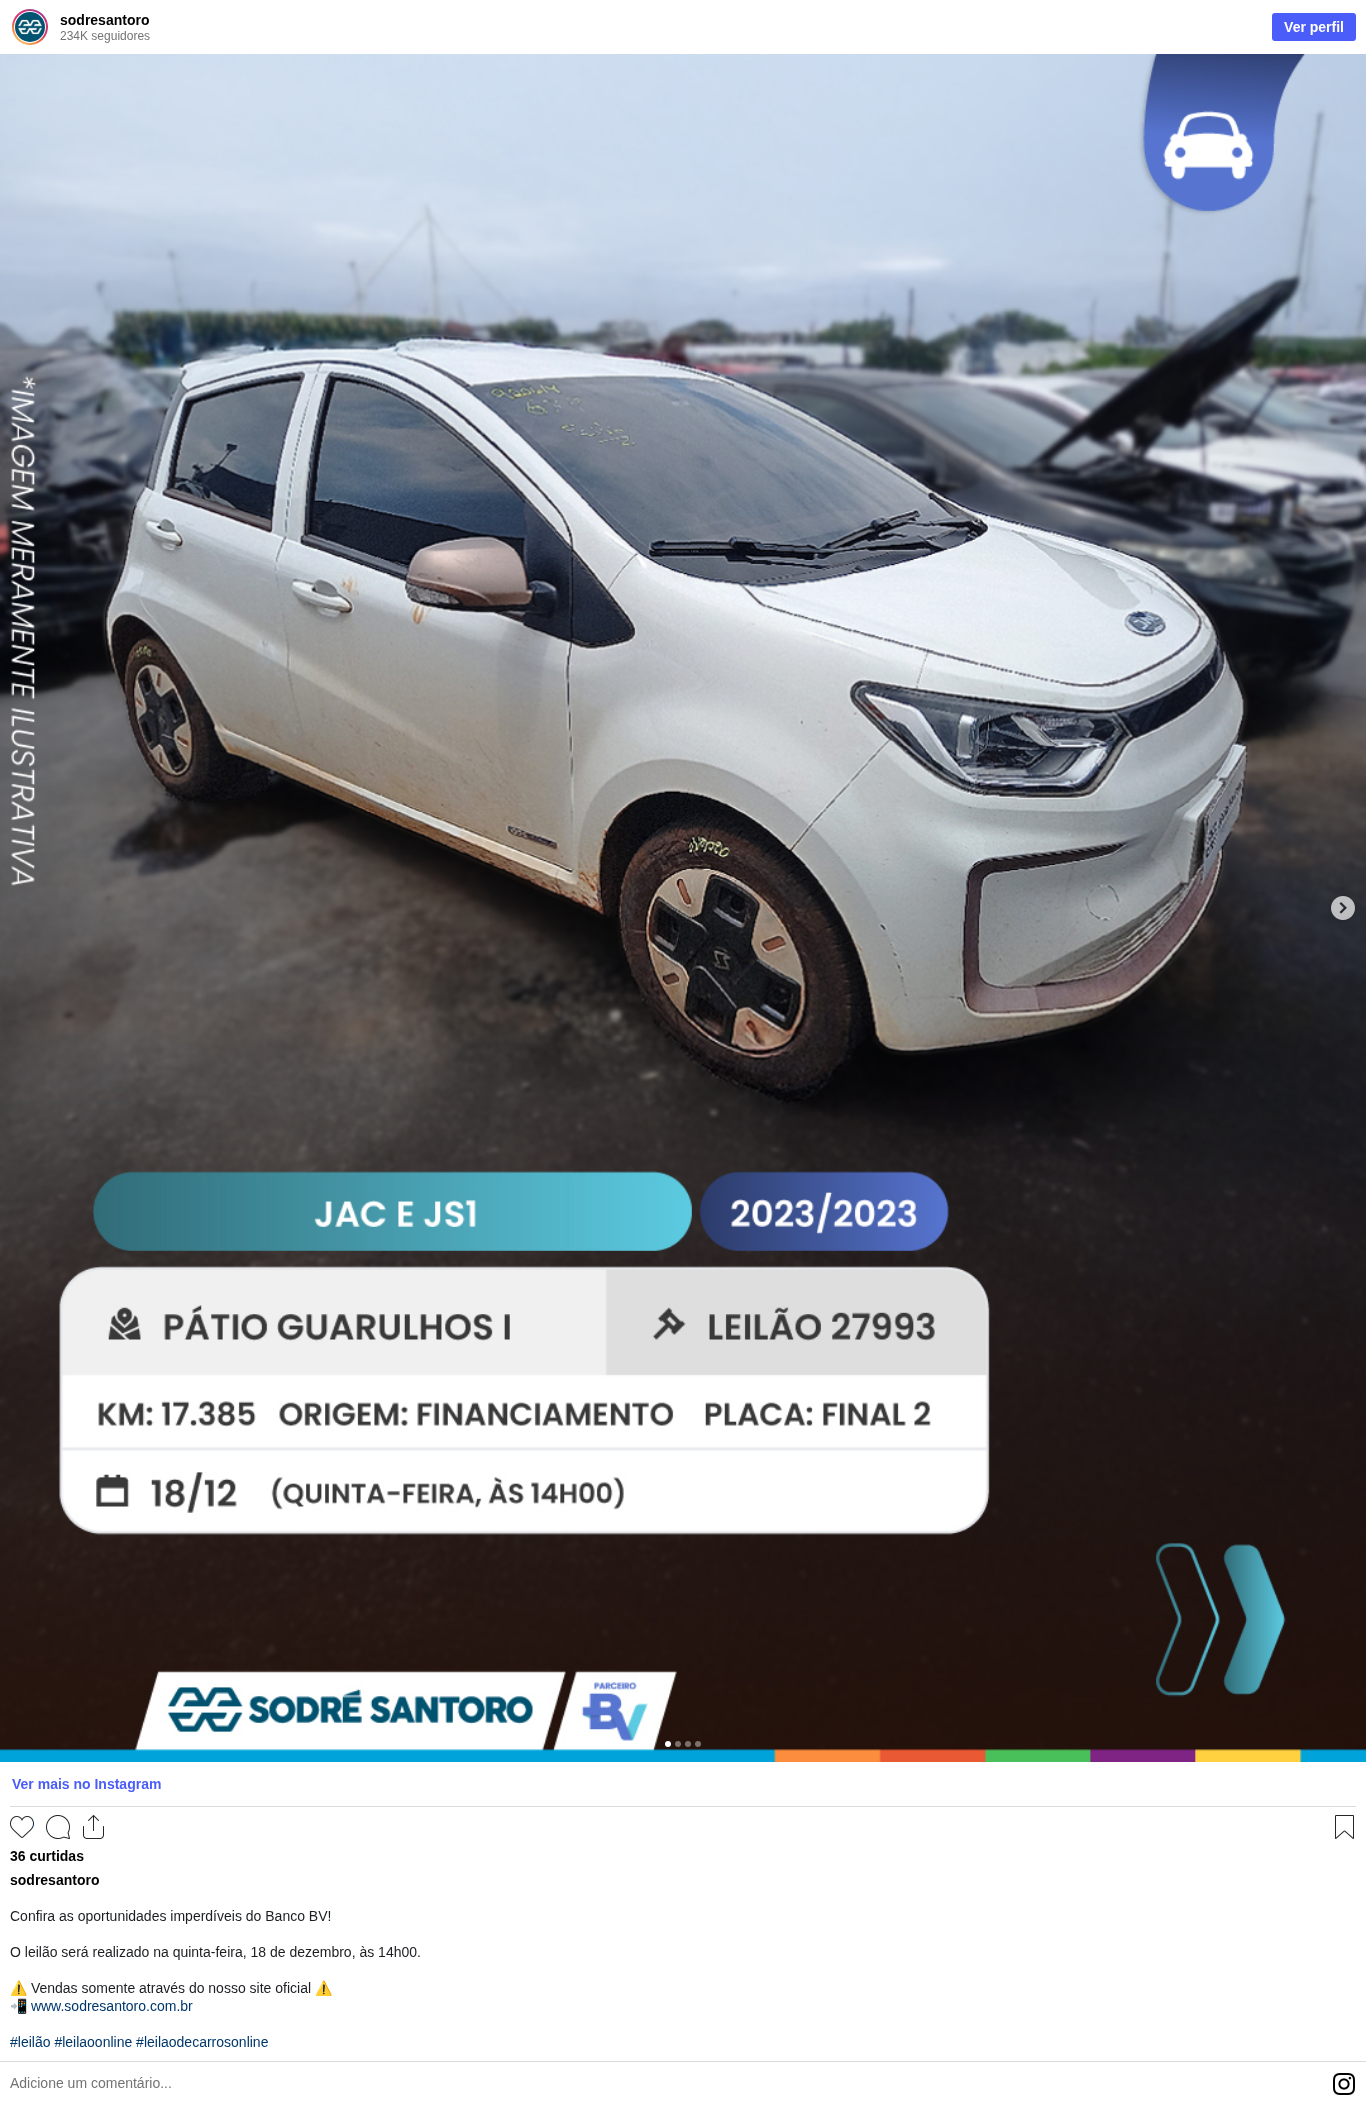 sodresantoro
234K seguidores
Ver perfil
*IMAGEM MERAMENTE ILUSTRATIVA
JAC E JS1
2023/2023
PÁTIO GUARULHOS I
LEILÃO 27993
KM: 17.385 ORIGEM: FINANCIAMENTO PLACA: FINAL 2
18/12 (QUINTA-FEIRA, ÀS 14H00)
SODRÉ SANTORO
PARCEIRO
BV
Ver mais no Instagram
36 curtidas
sodresantoro
Confira as oportunidades imperdíveis do Banco BV!
O leilão será realizado na quinta-feira, 18 de dezembro, às 14h00.
⚠️ Vendas somente através do nosso site oficial ⚠️
📲 www.sodresantoro.com.br
#leilão #leilaoonline #leilaodecarrosonline
Adicione um comentário...